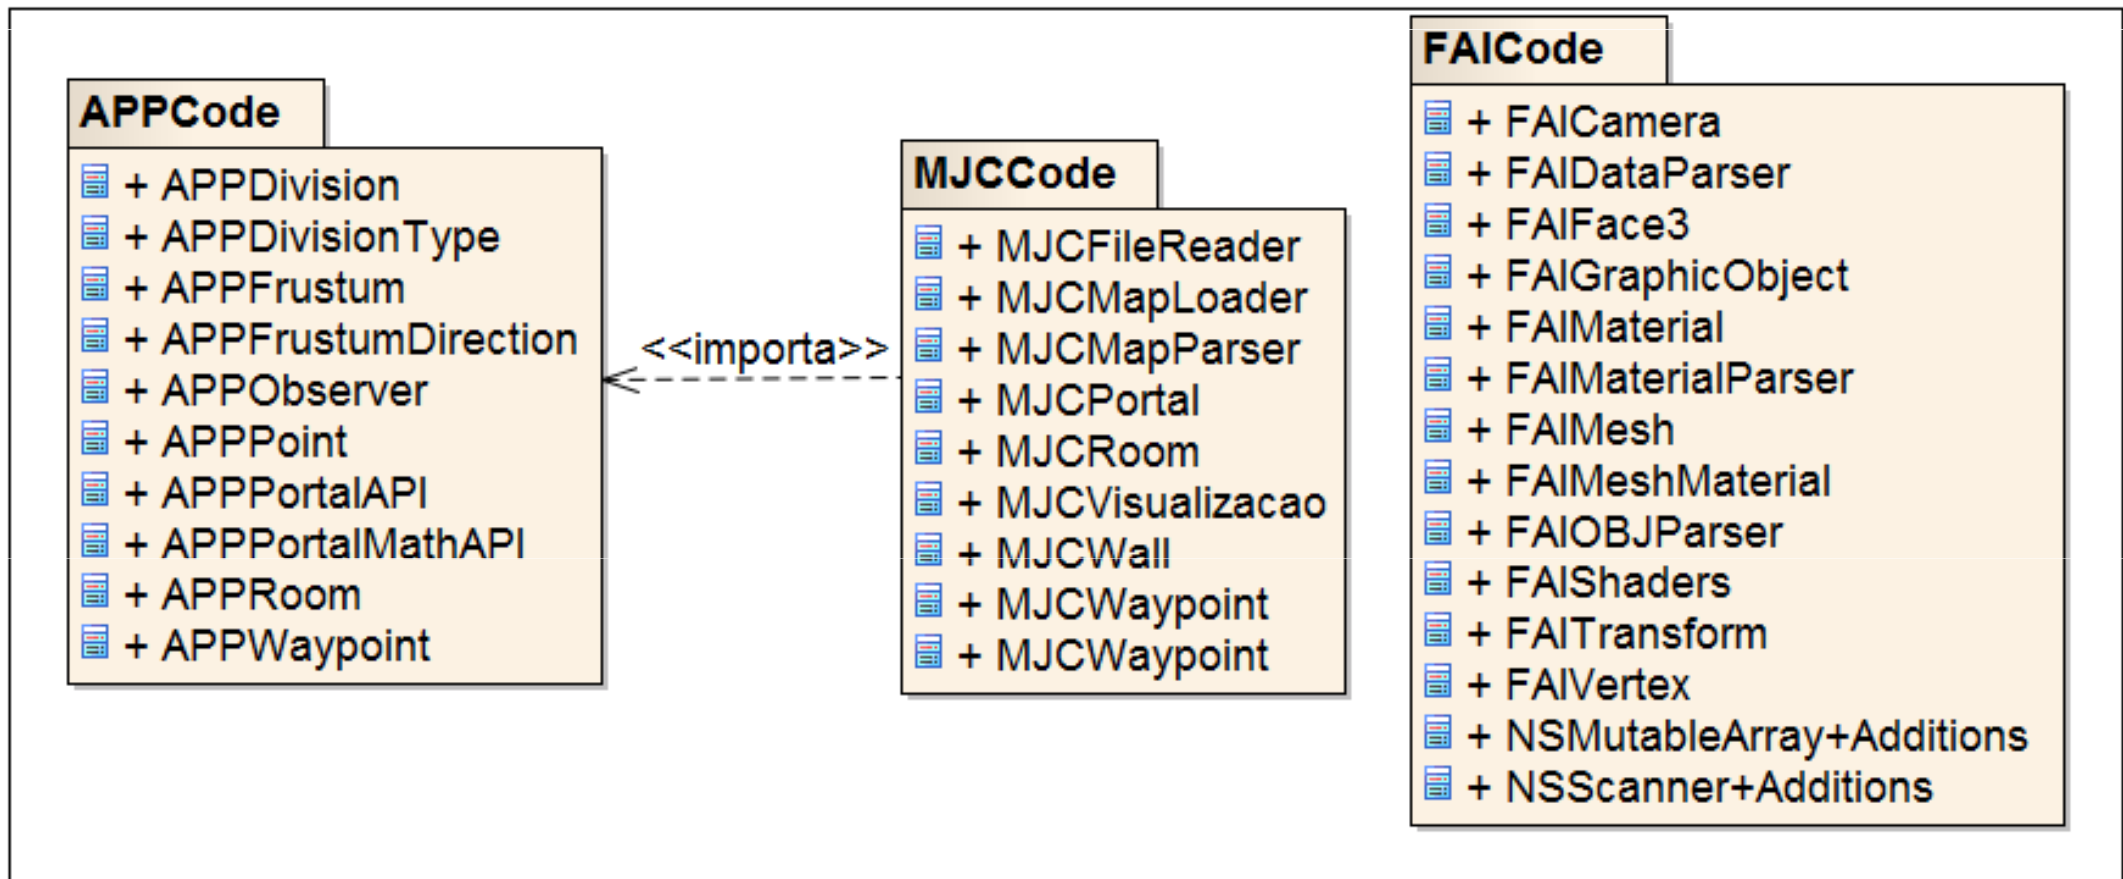 APPCode
+ APPDivision
+ APPDivisionType
+ APPFrustum
+ APPFrustumDirection
+ APPObserver
+ APPPoint
+ APPPortalAPI
+ APPPortalMathAPI
+ APPRoom
+ APPWaypoint
<<importa>>
MJCCode
+ MJCFileReader
+ MJCMapLoader
+ MJCMapParser
+ MJCPortal
+ MJCRoom
+ MJCVisualizacao
+ MJCWall
+ MJCWaypoint
+ MJCWaypoint
FAICode
+ FAICamera
+ FAIDataParser
+ FAIFace3
+ FAIGraphicObject
+ FAIMaterial
+ FAIMaterialParser
+ FAIMesh
+ FAIMeshMaterial
+ FAIOBJParser
+ FAIShaders
+ FAITransform
+ FAIVertex
+ NSMutableArray+Additions
+ NSScanner+Additions